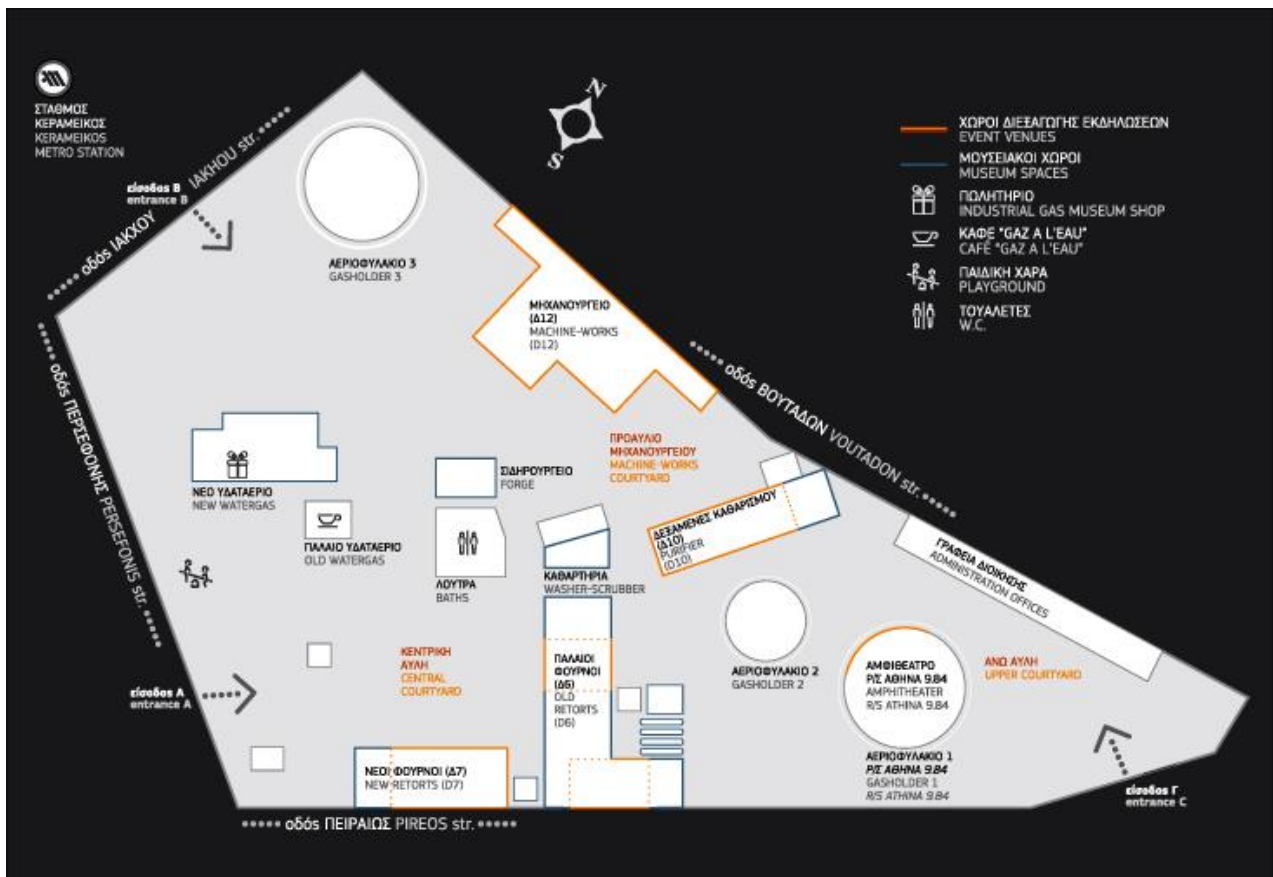 ΣΤΑΘΜΟΣ
ΚΕΡΑΜΕΙΚΟΣ
KERAMEIKOS
METRO STATION
N
S
ΧΩΡΟΙ ΔΙΕΞΑΓΩΓΗΣ ΕΚΔΗΛΩΣΕΩΝ
EVENT VENUES
ΜΟΥΣΕΙΑΚΟΙ ΧΩΡΟΙ
MUSEUM SPACES
ΠΩΛΗΤΗΡΙΟ
INDUSTRIAL GAS MUSEUM SHOP
ΚΑΦΕ "GAZ A L'EAU"
CAFÉ "GAZ A L'EAU"
ΠΑΙΔΙΚΗ ΧΑΡΑ
PLAYGROUND
ΤΟΥΑΛΕΤΕΣ
W.C.
οδός ΙΑΚΧΟΥ IAKHOU str.
είσοδος Β
entrance B
ΑΕΡΙΟΦΥΛΑΚΙΟ 3
GASHOLDER 3
ΜΗΧΑΝΟΥΡΓΕΙΟ
(Δ12)
MACHINE-WORKS
(D12)
οδός ΒΟΥΤΑΔΩΝ VOUTADON str.
οδός ΠΕΡΣΕΦΟΝΗΣ PERSEFONIS str.
ΠΡΟΑΥΛΙΟ
ΜΗΧΑΝΟΥΡΓΕΙΟΥ
MACHINE-WORKS
COURTYARD
ΣΙΔΗΡΟΥΡΓΕΙΟ
FORGE
ΝΕΟ ΥΔΑΤΑΕΡΙΟ
NEW WATERGAS
ΠΑΛΑΙΟ ΥΔΑΤΑΕΡΙΟ
OLD WATERGAS
ΛΟΥΤΡΑ
BATHS
ΚΑΘΑΡΤΗΡΙΑ
WASHER-SCRUBBER
ΔΕΞΑΜΕΝΕΣ ΚΑΘΑΡΙΣΜΟΥ
(Δ10)
PURIFIER
(D10)
ΓΡΑΦΕΙΑ ΔΙΟΙΚΗΣΗΣ
ADMINISTRATION OFFICES
ΚΕΝΤΡΙΚΗ
ΑΥΛΗ
CENTRAL
COURTYARD
ΠΑΛΑΙΟΙ
ΦΟΥΡΝΟΙ
(Δ6)
OLD
RETORTS
(D6)
ΑΕΡΙΟΦΥΛΑΚΙΟ 2
GASHOLDER 2
ΑΜΦΙΘΕΑΤΡΟ
Ρ/Σ ΑΘΗΝΑ 9.84
AMPHITHEATER
R/S ATHINA 9.84
ΑΝΩ ΑΥΛΗ
UPPER COURTYARD
είσοδος Α
entrance A
ΑΕΡΙΟΦΥΛΑΚΙΟ 1
Ρ/Σ ΑΘΗΝΑ 9.84
GASHOLDER 1
R/S ATHINA 9.84
ΝΕΟΙ ΦΟΥΡΝΟΙ (Δ7)
NEW RETORTS (D7)
είσοδος Γ
entrance C
οδός ΠΕΙΡΑΙΩΣ PIREOS str.